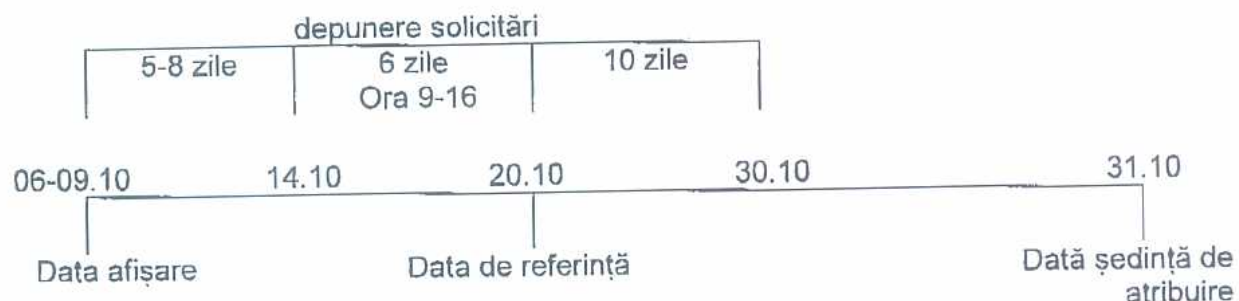 depunere solicitări
5-8 zile 6 zile 10 zile
Ora 9-16
06-09.10 14.10 20.10 30.10 31.10
Data afișare Data de referință Dată ședință de
atribuire